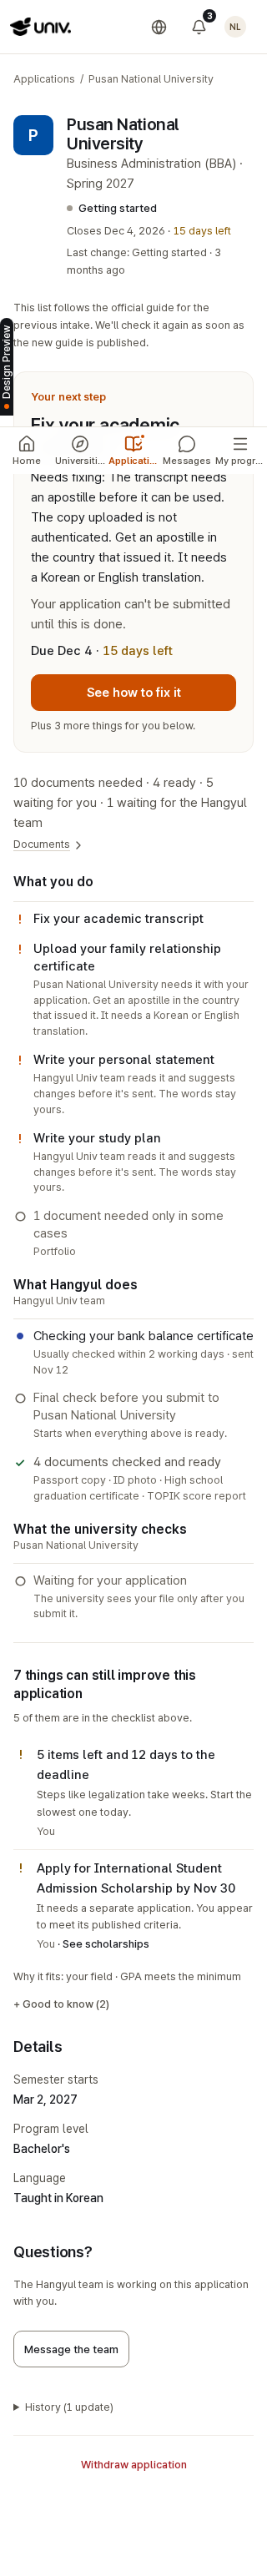 UNIV.
3
NL
Applications / Pusan National University
P
Pusan National
University
Business Administration (BBA) ·
Spring 2027
Getting started
Closes Dec 4, 2026 · 15 days left
Last change: Getting started · 3
months ago
This list follows the official guide for the
previous intake. We'll check it again as soon as
the new guide is published.
Design Preview
Your next step
Home
Universiti...
Applicati...
Messages
My progr...
Needs fixing: The transcript needs
an apostille before it can be used.
The copy uploaded is not
authenticated. Get an apostille in
the country that issued it. It needs
a Korean or English translation.
Your application can't be submitted
until this is done.
Due Dec 4 · 15 days left
See how to fix it
Plus 3 more things for you below.
10 documents needed · 4 ready · 5
waiting for you · 1 waiting for the Hangyul
team
Documents
What you do
! Fix your academic transcript
! Upload your family relationship
certificate
Pusan National University needs it with your
application. Get an apostille in the country
that issued it. It needs a Korean or English
translation.
! Write your personal statement
Hangyul Univ team reads it and suggests
changes before it's sent. The words stay
yours.
! Write your study plan
Hangyul Univ team reads it and suggests
changes before it's sent. The words stay
yours.
1 document needed only in some
cases
Portfolio
What Hangyul does
Hangyul Univ team
Checking your bank balance certificate
Usually checked within 2 working days · sent
Nov 12
Final check before you submit to
Pusan National University
Starts when everything above is ready.
4 documents checked and ready
Passport copy · ID photo · High school
graduation certificate · TOPIK score report
What the university checks
Pusan National University
Waiting for your application
The university sees your file only after you
submit it.
7 things can still improve this
application
5 of them are in the checklist above.
! 5 items left and 12 days to the
deadline
Steps like legalization take weeks. Start the
slowest one today.
You
! Apply for International Student
Admission Scholarship by Nov 30
It needs a separate application. You appear
to meet its published criteria.
You · See scholarships
Why it fits: your field · GPA meets the minimum
+ Good to know (2)
Details
Semester starts
Mar 2, 2027
Program level
Bachelor's
Language
Taught in Korean
Questions?
The Hangyul team is working on this application
with you.
Message the team
History (1 update)
Withdraw application